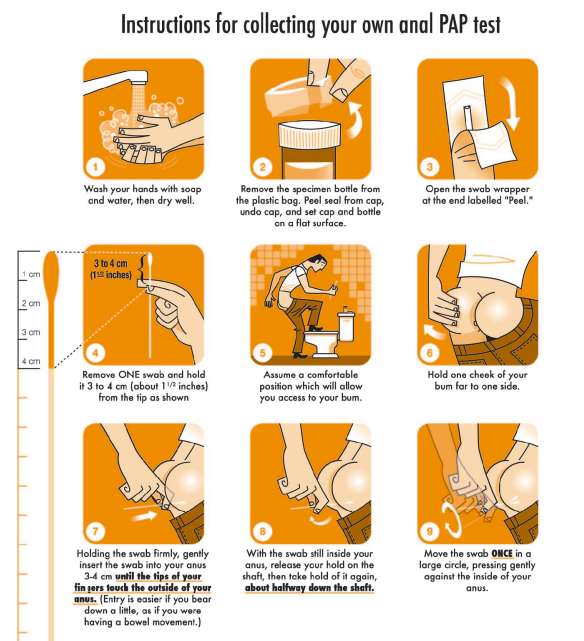 Instructions for collecting your own anal PAP test
1
Wash your hands with soap
and water, then dry well.
2
Remove the specimen bottle from
the plastic bag. Peel seal from cap,
undo cap, and set cap and bottle
on a flat surface.
3
Open the swab wrapper
at the end labelled "Peel."
1 cm
2 cm
3 cm
4 cm
3 to 4 cm
(1 1/2 inches)
4
Remove ONE swab and hold
it 3 to 4 cm (about 1 1/2 inches)
from the tip as shown
5
Assume a comfortable
position which will allow
you access to your bum.
6
Hold one cheek of your
bum far to one side.
7
Holding the swab firmly, gently
insert the swab into your anus
3-4 cm until the tips of your
fingers touch the outside of your
anus. (Entry is easier if you bear
down a little, as if you were
having a bowel movement.)
8
With the swab still inside your
anus, release your hold on the
shaft, then take hold of it again,
about halfway down the shaft.
9
Move the swab ONCE in a
large circle, pressing gently
against the inside of your
anus.